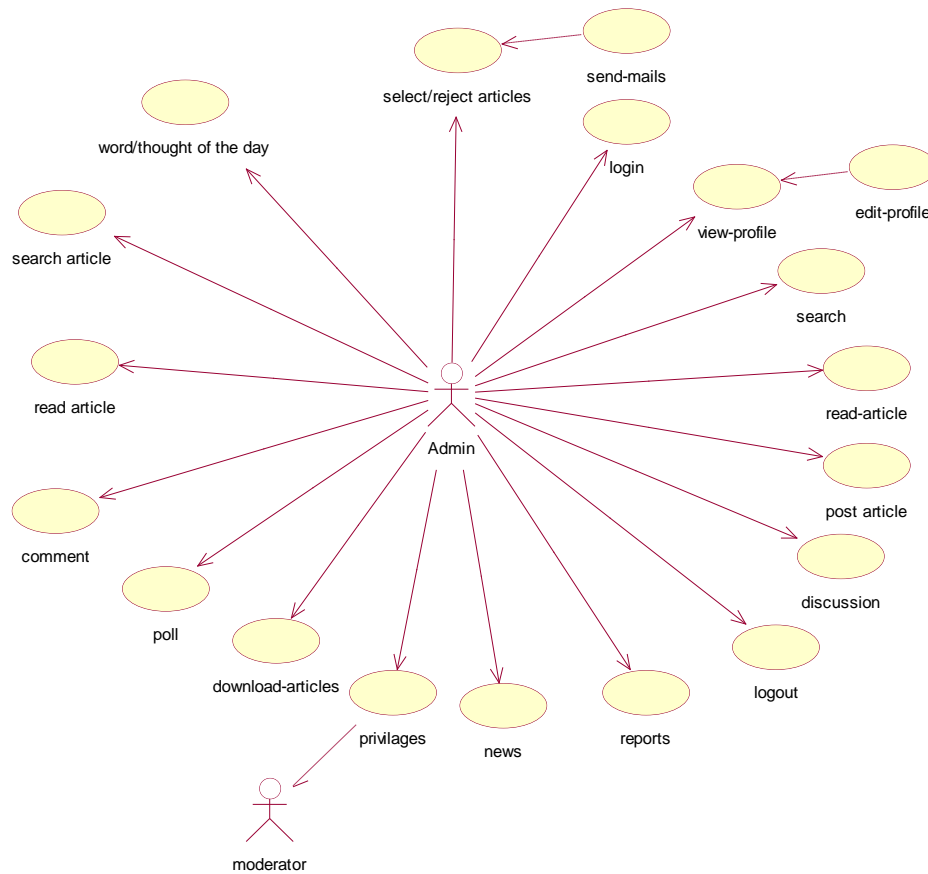 send-mails
select/reject articles
word/thought of the day
login
edit-profile
view-profile
search article
search
read article
read-article
Admin
post article
comment
discussion
poll
download-articles
logout
privilages
news
reports
moderator